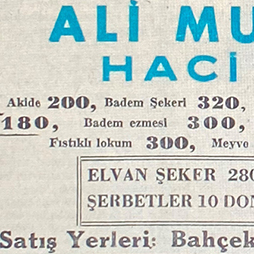 ALİ MU
HACİ
Akide 200, Badem Şekeri 320,
180, Badem ezmesi 300,
Fıstıklı lokum 300, Meyve
ELVAN ŞEKER 280
ŞERBETLER 10 DON
Satış Yerleri: Bahçek